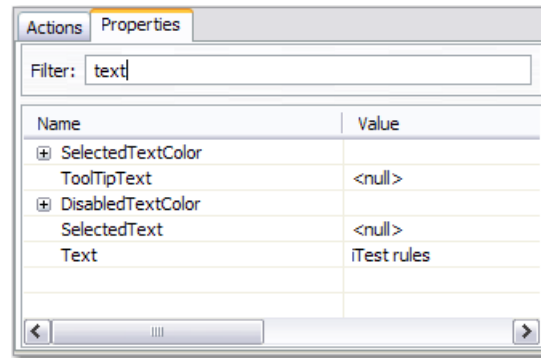 Actions Properties
Filter: text
Name Value
SelectedTextColor
ToolTipText <null>
DisabledTextColor
SelectedText <null>
Text iTest rules